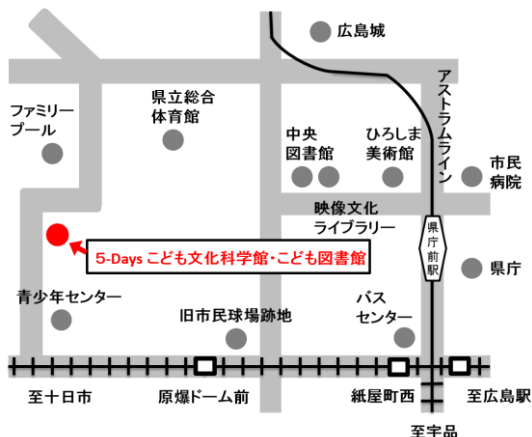 広島城
アストラムライン
県立総合
体育館
ファミリー
プール
中央
図書館
ひろしま
美術館
市民
病院
映像文化
ライブラリー
県庁前駅
5-Days こども文化科学館・こども図書館
県庁
青少年センター
旧市民球場跡地
バス
センター
至十日市
原爆ドーム前
紙屋町西
至広島駅
至宇品